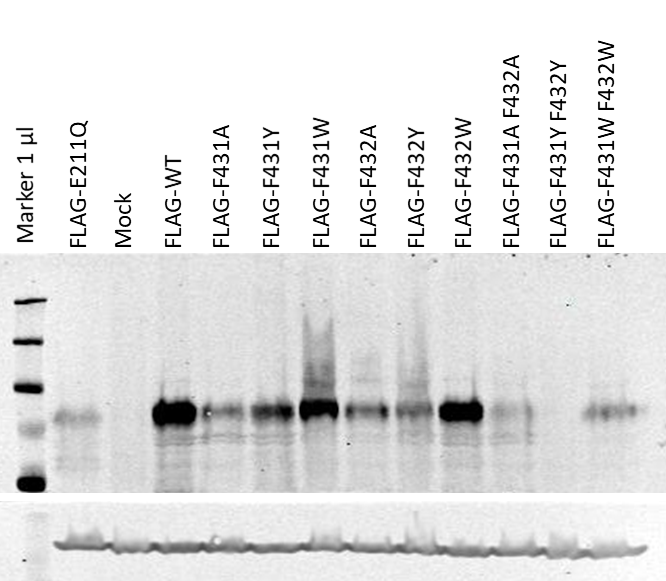 Marker 1 µl
FLAG-E211Q
Mock
FLAG-WT
FLAG-F431A
FLAG-F431Y
FLAG-F431W
FLAG-F432A
FLAG-F432Y
FLAG-F432W
FLAG-F431A F432A
FLAG-F431Y F432Y
FLAG-F431W F432W